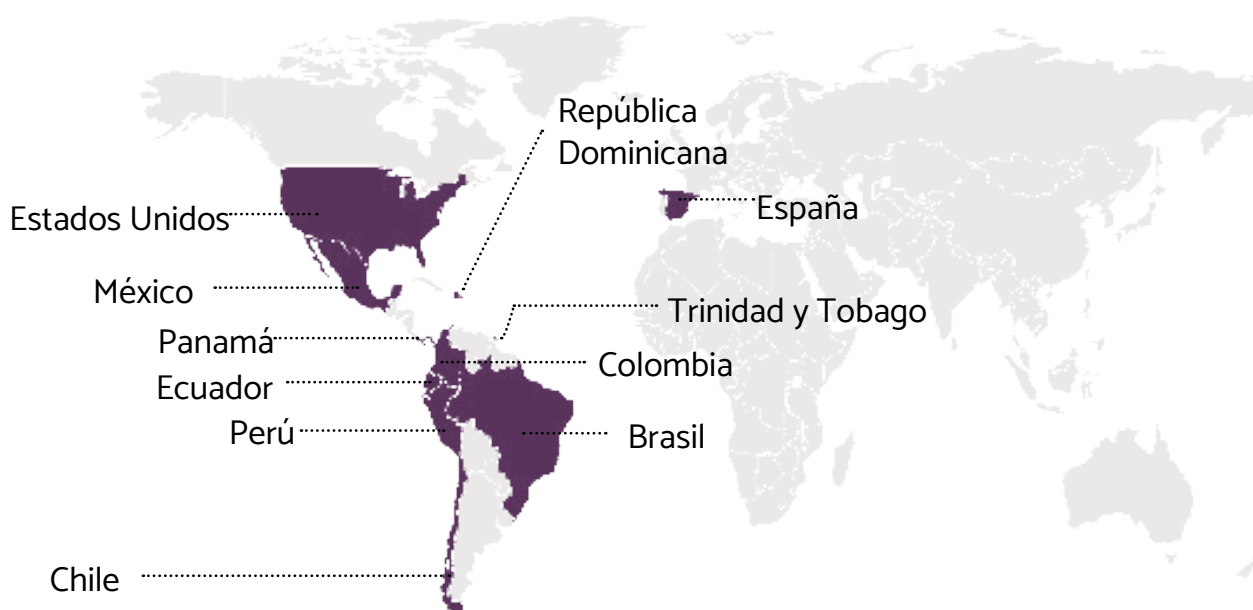 República
Dominicana
España
Estados Unidos
México
Trinidad y Tobago
Panamá
Colombia
Ecuador
Perú
Brasil
Chile